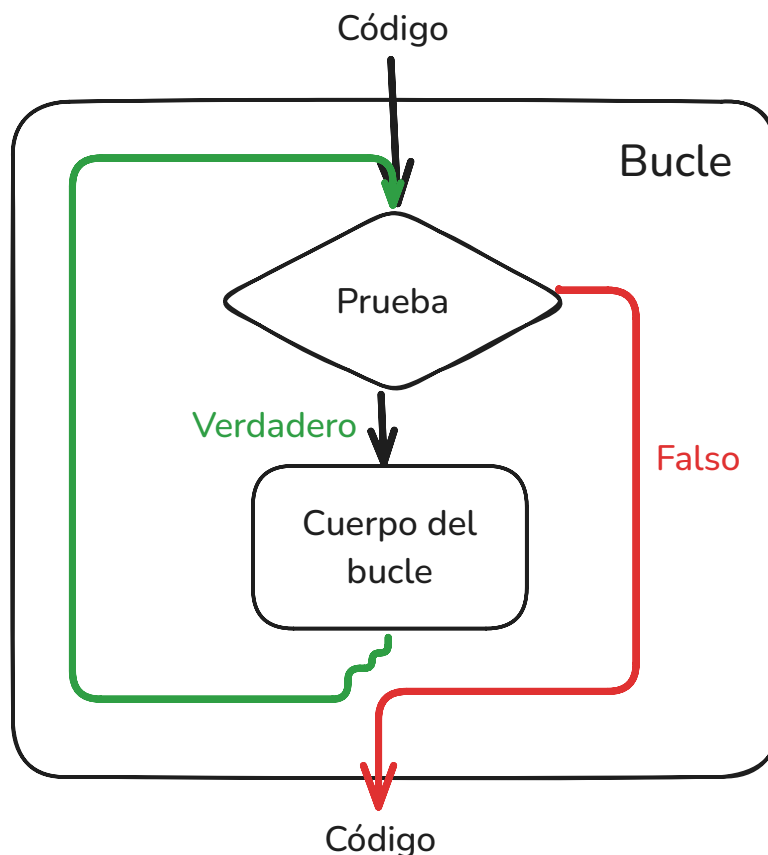 Código
Bucle
Prueba
Verdadero
Falso
Cuerpo del
bucle
Código